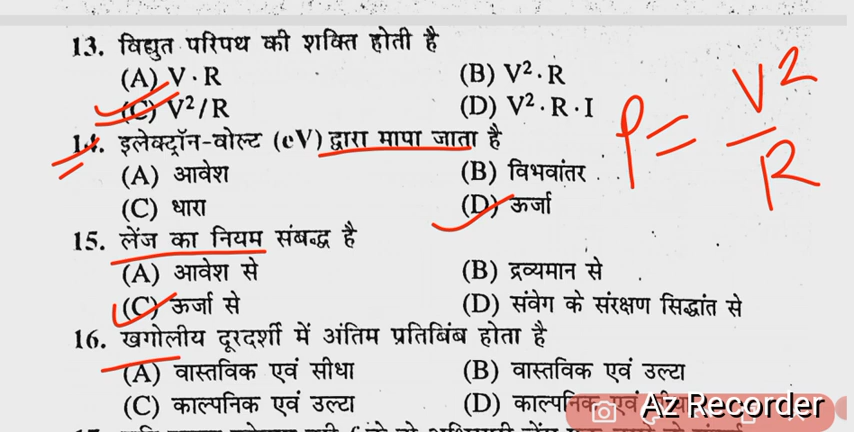 13. विद्युत परिपथ की शक्ति होती है
(A) V · R (B) V² · R
(C) V²/R (D) V² · R · I
14. इलेक्ट्रॉन-वोल्ट (eV) द्वारा मापा जाता है
(A) आवेश (B) विभवांतर
(C) धारा (D) ऊर्जा
P = V²/R
15. लेंज का नियम संबद्ध है
(A) आवेश से (B) द्रव्यमान से
(C) ऊर्जा से (D) संवेग के संरक्षण सिद्धांत से
16. खगोलीय दूरदर्शी में अंतिम प्रतिबिंब होता है
(A) वास्तविक एवं सीधा (B) वास्तविक एवं उल्टा
(C) काल्पनिक एवं उल्टा (D) काल्पनिक एवं
Az Recorder